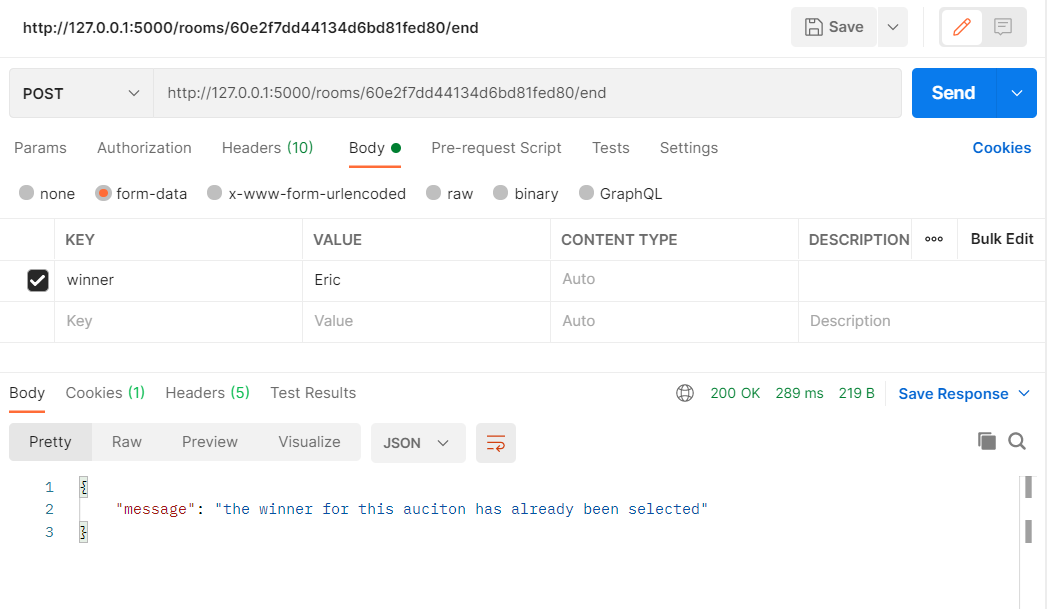 http://127.0.0.1:5000/rooms/60e2f7dd44134d6bd81fed80/end Save
POST http://127.0.0.1:5000/rooms/60e2f7dd44134d6bd81fed80/end Send
Params Authorization Headers (10) Body Pre-request Script Tests Settings Cookies
none form-data x-www-form-urlencoded raw binary GraphQL
KEY VALUE CONTENT TYPE DESCRIPTION ooo Bulk Edit
winner Eric Auto
Key Value Auto Description
Body Cookies (1) Headers (5) Test Results 200 OK 289 ms 219 B Save Response
Pretty Raw Preview Visualize JSON
1 {
2 "message": "the winner for this auciton has already been selected"
3 }